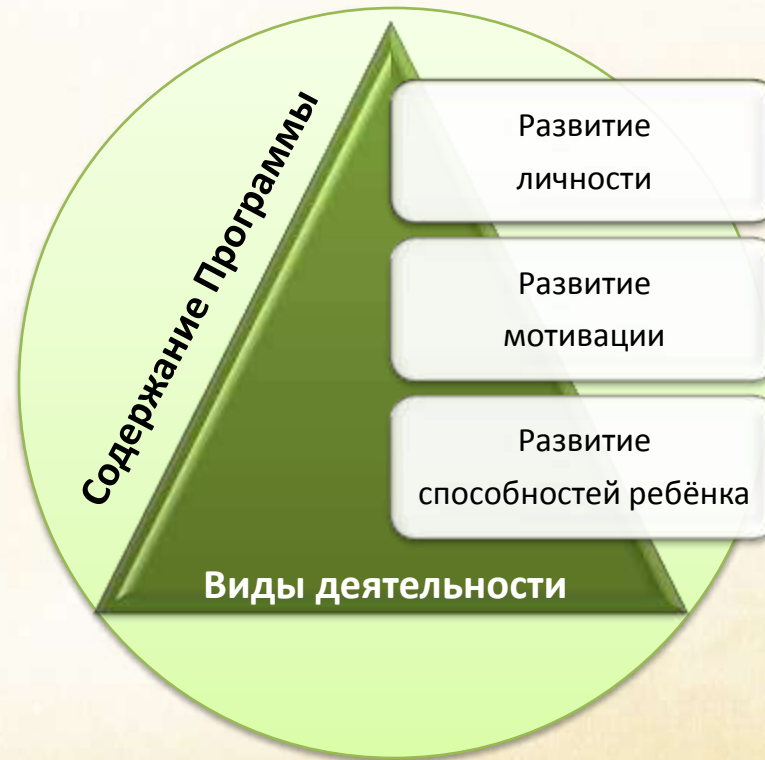 Содержание Программы
Развитие
личности
Развитие
мотивации
Развитие
способностей ребёнка
Виды деятельности